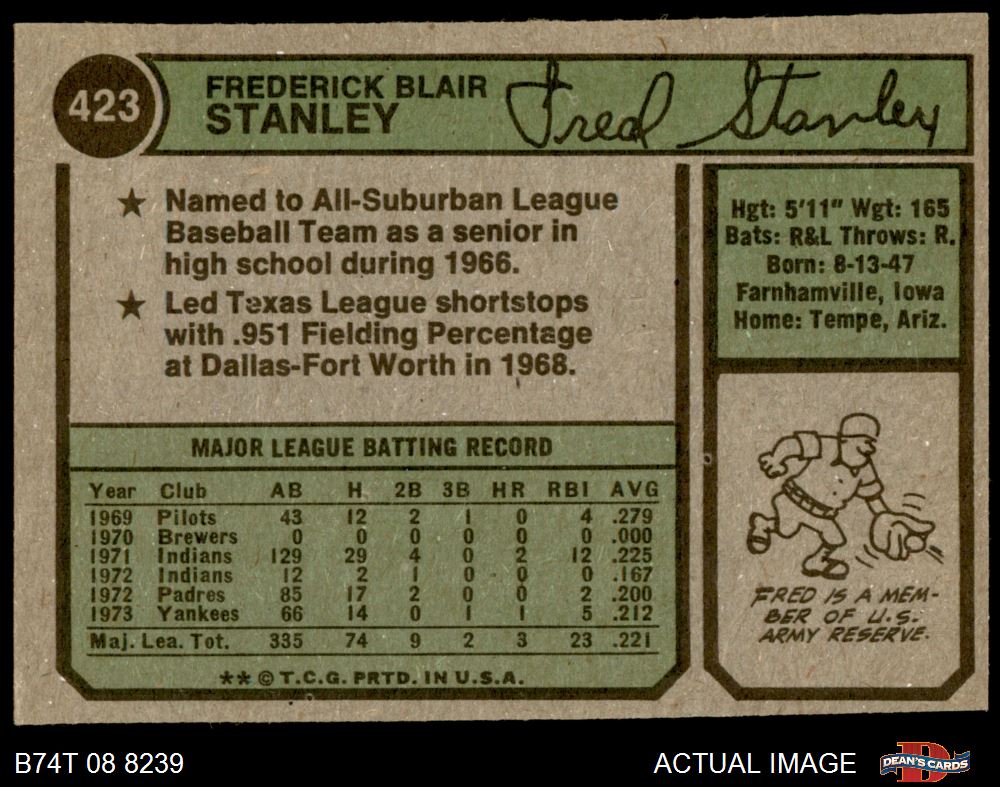 423
FREDERICK BLAIR
STANLEY
Fred Stanley
★ Named to All-Suburban League
Baseball Team as a senior in
high school during 1966.
★ Led Texas League shortstops
with .951 Fielding Percentage
at Dallas-Fort Worth in 1968.
Hgt: 5'11" Wgt: 165
Bats: R&L Throws: R.
Born: 8-13-47
Farnhamville, Iowa
Home: Tempe, Ariz.
MAJOR LEAGUE BATTING RECORD
Year Club AB H 2B 3B HR RBI AVG
1969 Pilots 43 12 2 1 0 4 .279
1970 Brewers 0 0 0 0 0 0 .000
1971 Indians 129 29 4 0 2 12 .225
1972 Indians 12 2 1 0 0 0 .167
1972 Padres 85 17 2 0 0 2 .200
1973 Yankees 66 14 0 1 1 5 .212
Maj. Lea. Tot. 335 74 9 2 3 23 .221
** © T.C.G. PRTD. IN U.S.A.
FRED IS A MEM-
BER OF U.S.
ARMY RESERVE.
B74T 08 8239
ACTUAL IMAGE
D
DEAN'S CARDS